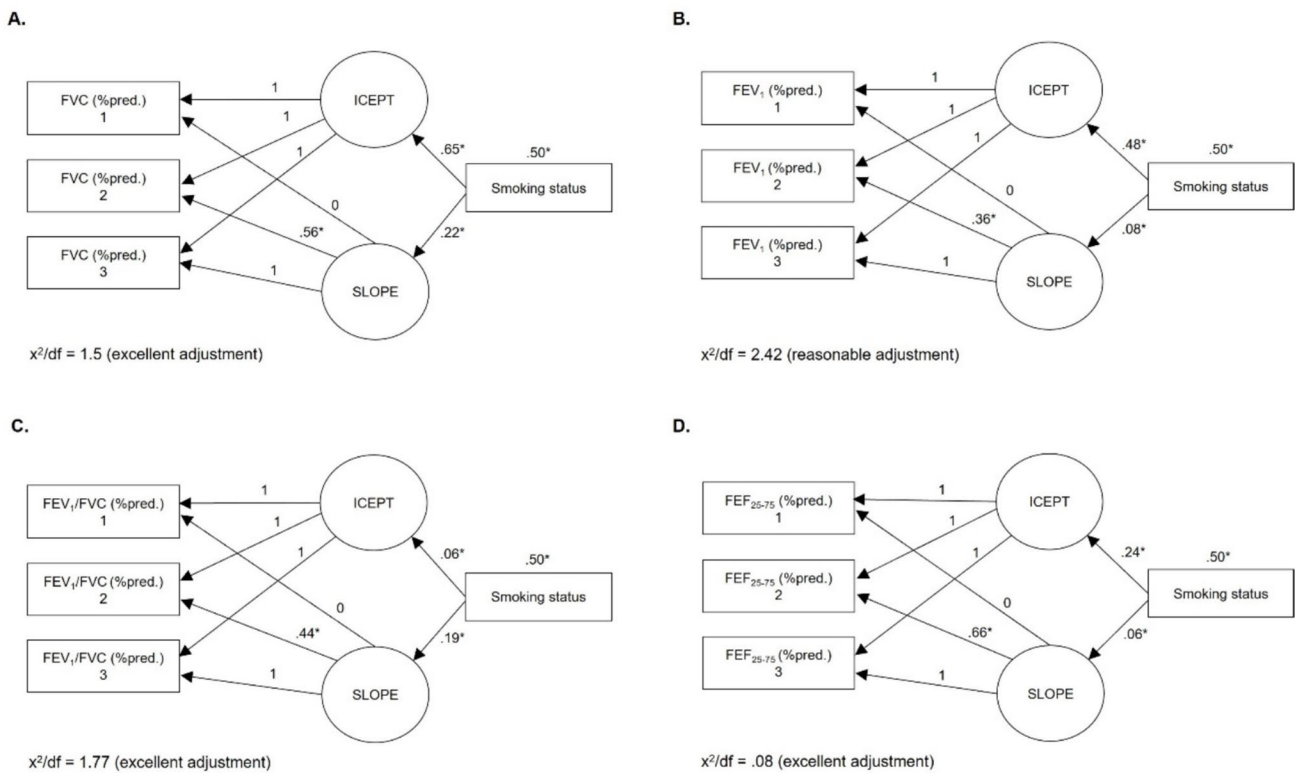 A.
FVC (%pred.)
1
FVC (%pred.)
2
FVC (%pred.)
3
1
1
1
0
.56*
1
ICEPT
SLOPE
.65*
.22*
.50*
Smoking status
x²/df = 1.5 (excellent adjustment)
B.
FEV₁ (%pred.)
1
FEV₁ (%pred.)
2
FEV₁ (%pred.)
3
1
1
1
0
.36*
1
ICEPT
SLOPE
.48*
.08*
.50*
Smoking status
x²/df = 2.42 (reasonable adjustment)
C.
FEV₁/FVC (%pred.)
1
FEV₁/FVC (%pred.)
2
FEV₁/FVC (%pred.)
3
1
1
1
0
.44*
1
ICEPT
SLOPE
.06*
.19*
.50*
Smoking status
x²/df = 1.77 (excellent adjustment)
D.
FEF₂₅₋₇₅ (%pred.)
1
FEF₂₅₋₇₅ (%pred.)
2
FEF₂₅₋₇₅ (%pred.)
3
1
1
1
0
.66*
1
ICEPT
SLOPE
.24*
.06*
.50*
Smoking status
x²/df = .08 (excellent adjustment)